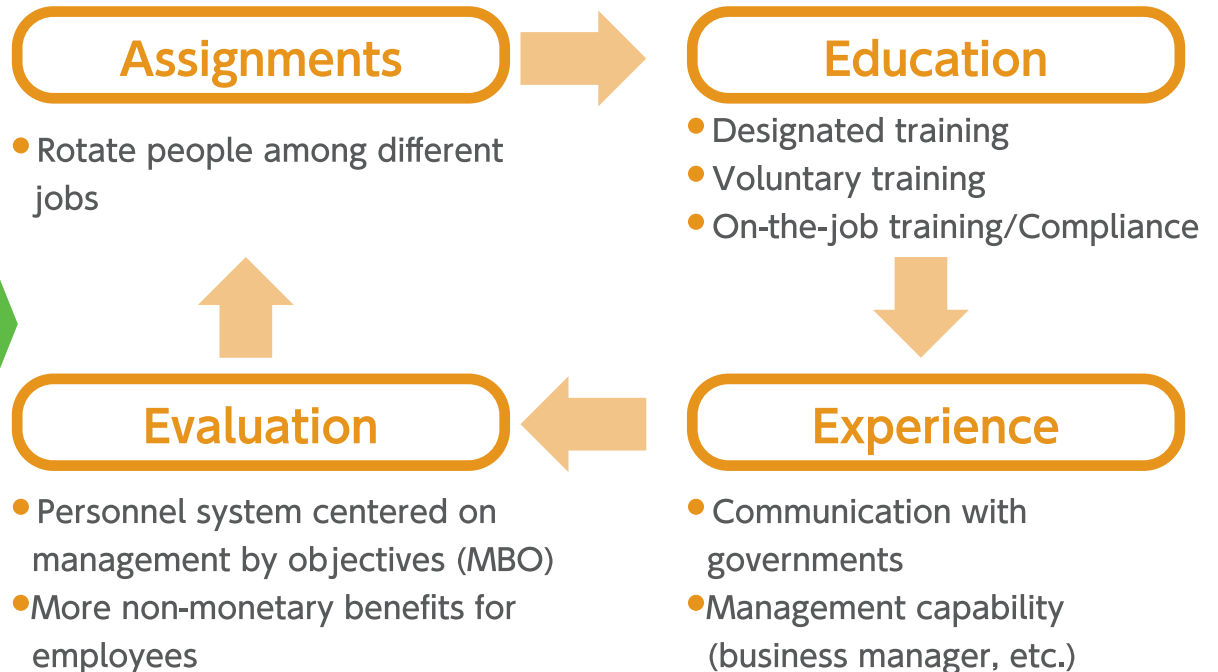 Assignments
• Rotate people among different
jobs
Education
• Designated training
• Voluntary training
• On-the-job training/Compliance
Evaluation
• Personnel system centered on
management by objectives (MBO)
• More non-monetary benefits for
employees
Experience
• Communication with
governments
• Management capability
(business manager, etc.)